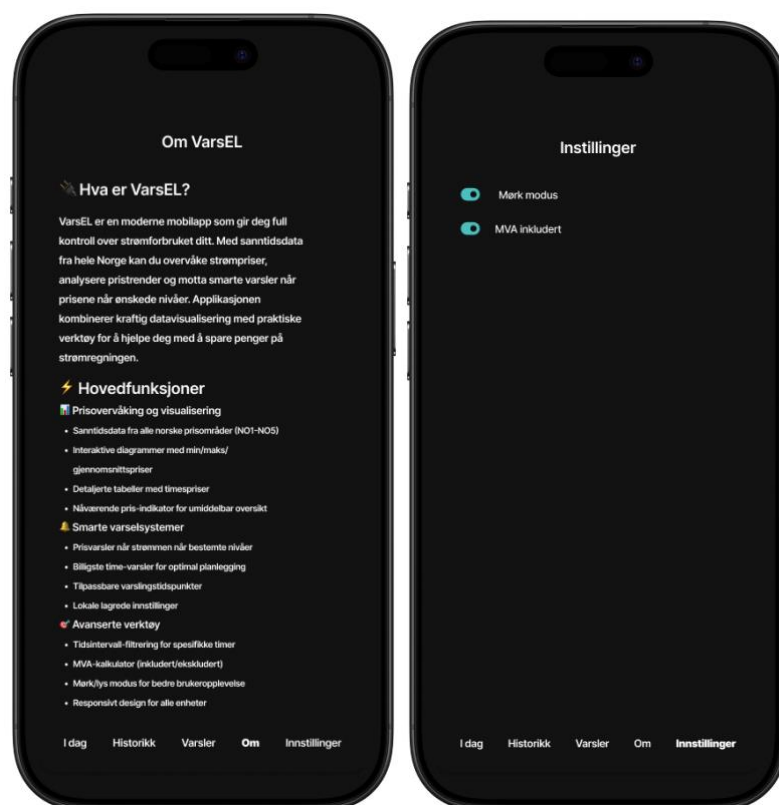 Om VarsEL
Hva er VarsEL?
VarsEL er en moderne mobilapp som gir deg full
kontroll over strømforbruket ditt. Med sanntidsdata
fra hele Norge kan du overvåke strømpriser,
analysere pristrender og motta smarte varsler når
prisene når ønskede nivåer. Applikasjonen
kombinerer kraftig datavisualisering med praktiske
verktøy for å hjelpe deg med å spare penger på
strømregningen.
⚡ Hovedfunksjoner
📊 Prisovervåking og visualisering
• Sanntidsdata fra alle norske prisområder (NO1-NO5)
• Interaktive diagrammer med min/maks/
gjennomsnittspriser
• Detaljerte tabeller med timespriser
• Nåværende pris-indikator for umiddelbar oversikt
🔔 Smarte varselsystemer
• Prisvarsler når strømmen når bestemte nivåer
• Billigste time-varsler for optimal planlegging
• Tilpassbare varslingstidspunkter
• Lokale lagrede innstillinger
🎯 Avanserte verktøy
• Tidsintervall-filtrering for spesifikke timer
• MVA-kalkulator (inkludert/ekskludert)
• Mørk/lys modus for bedre brukeropplevelse
• Responsivt design for alle enheter
I dag Historikk Varsler Om Innstillinger
Instillinger
Mørk modus
MVA inkludert
I dag Historikk Varsler Om Innstillinger